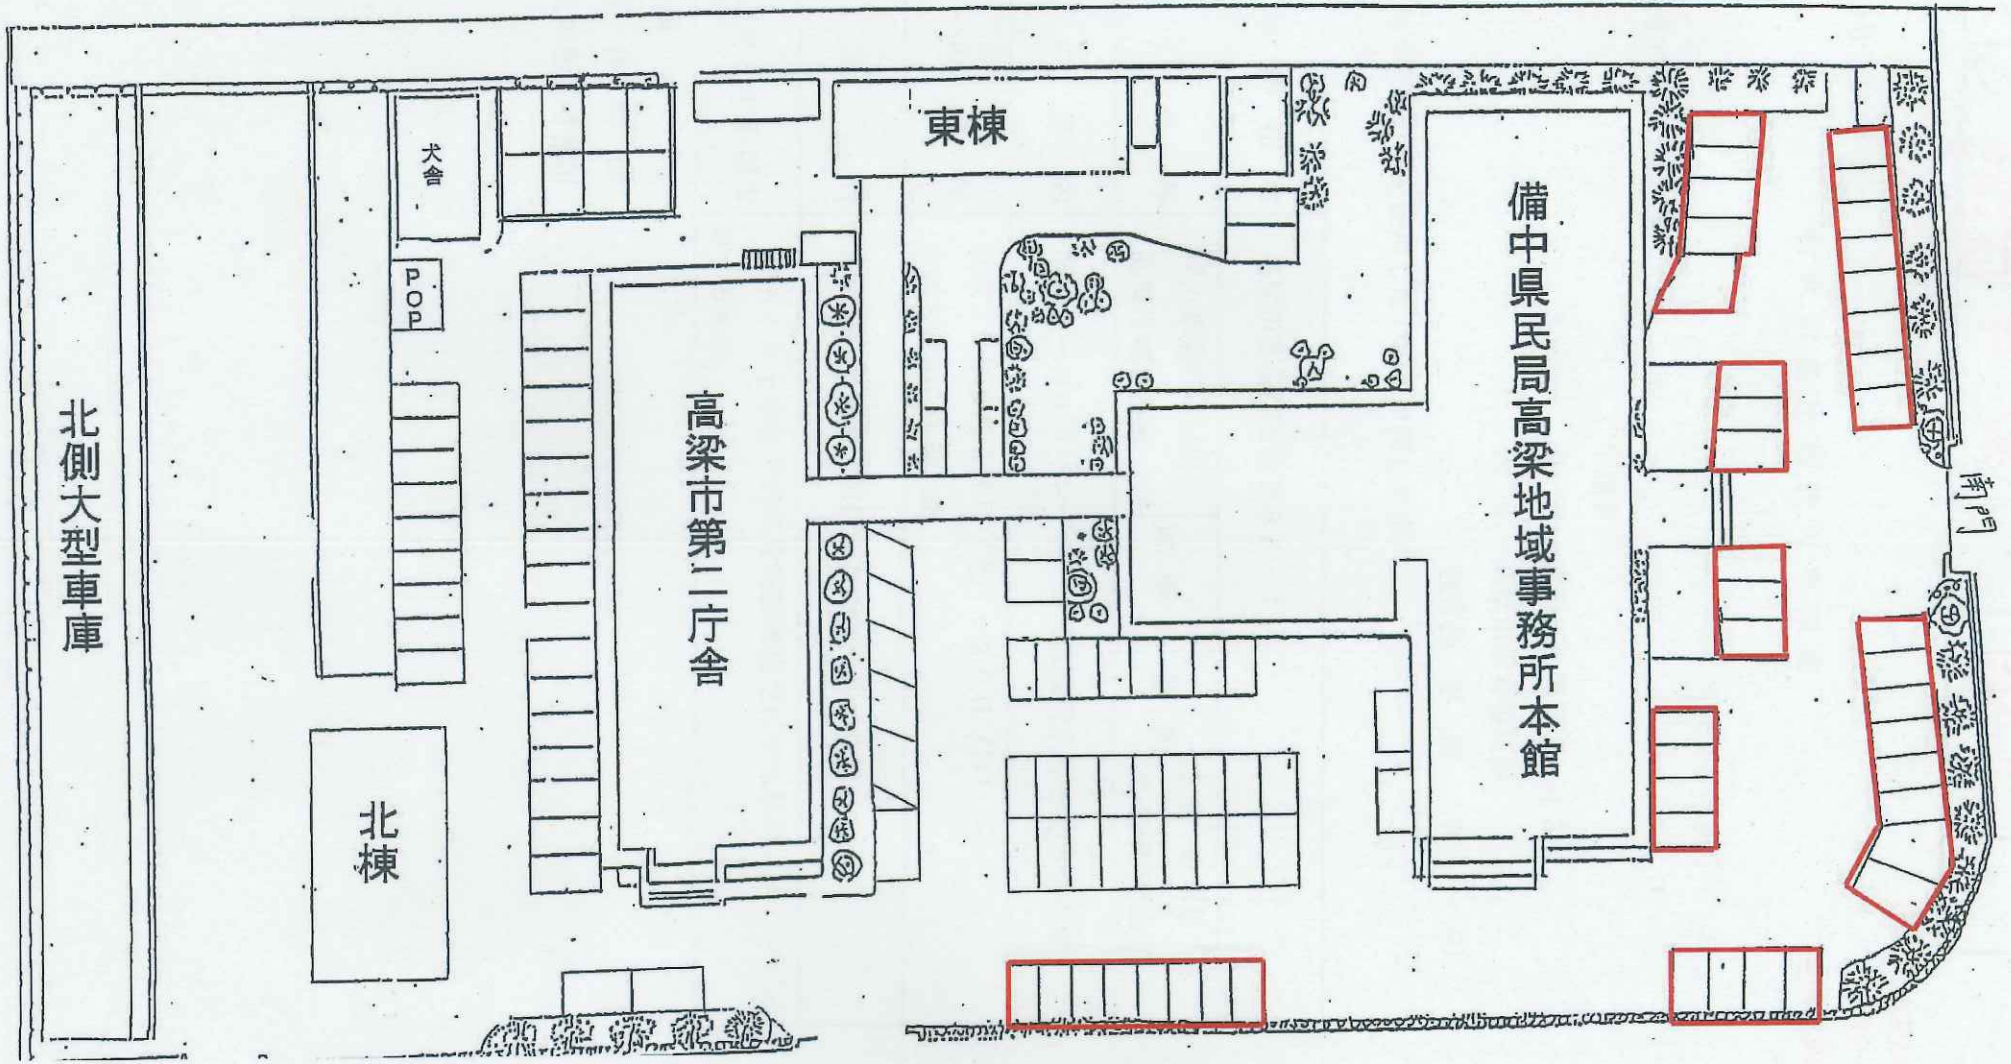 東棟
犬舎
POP
備中県民局高梁地域事務所本館
高梁市第二庁舎
北側大型車庫
南門
北棟